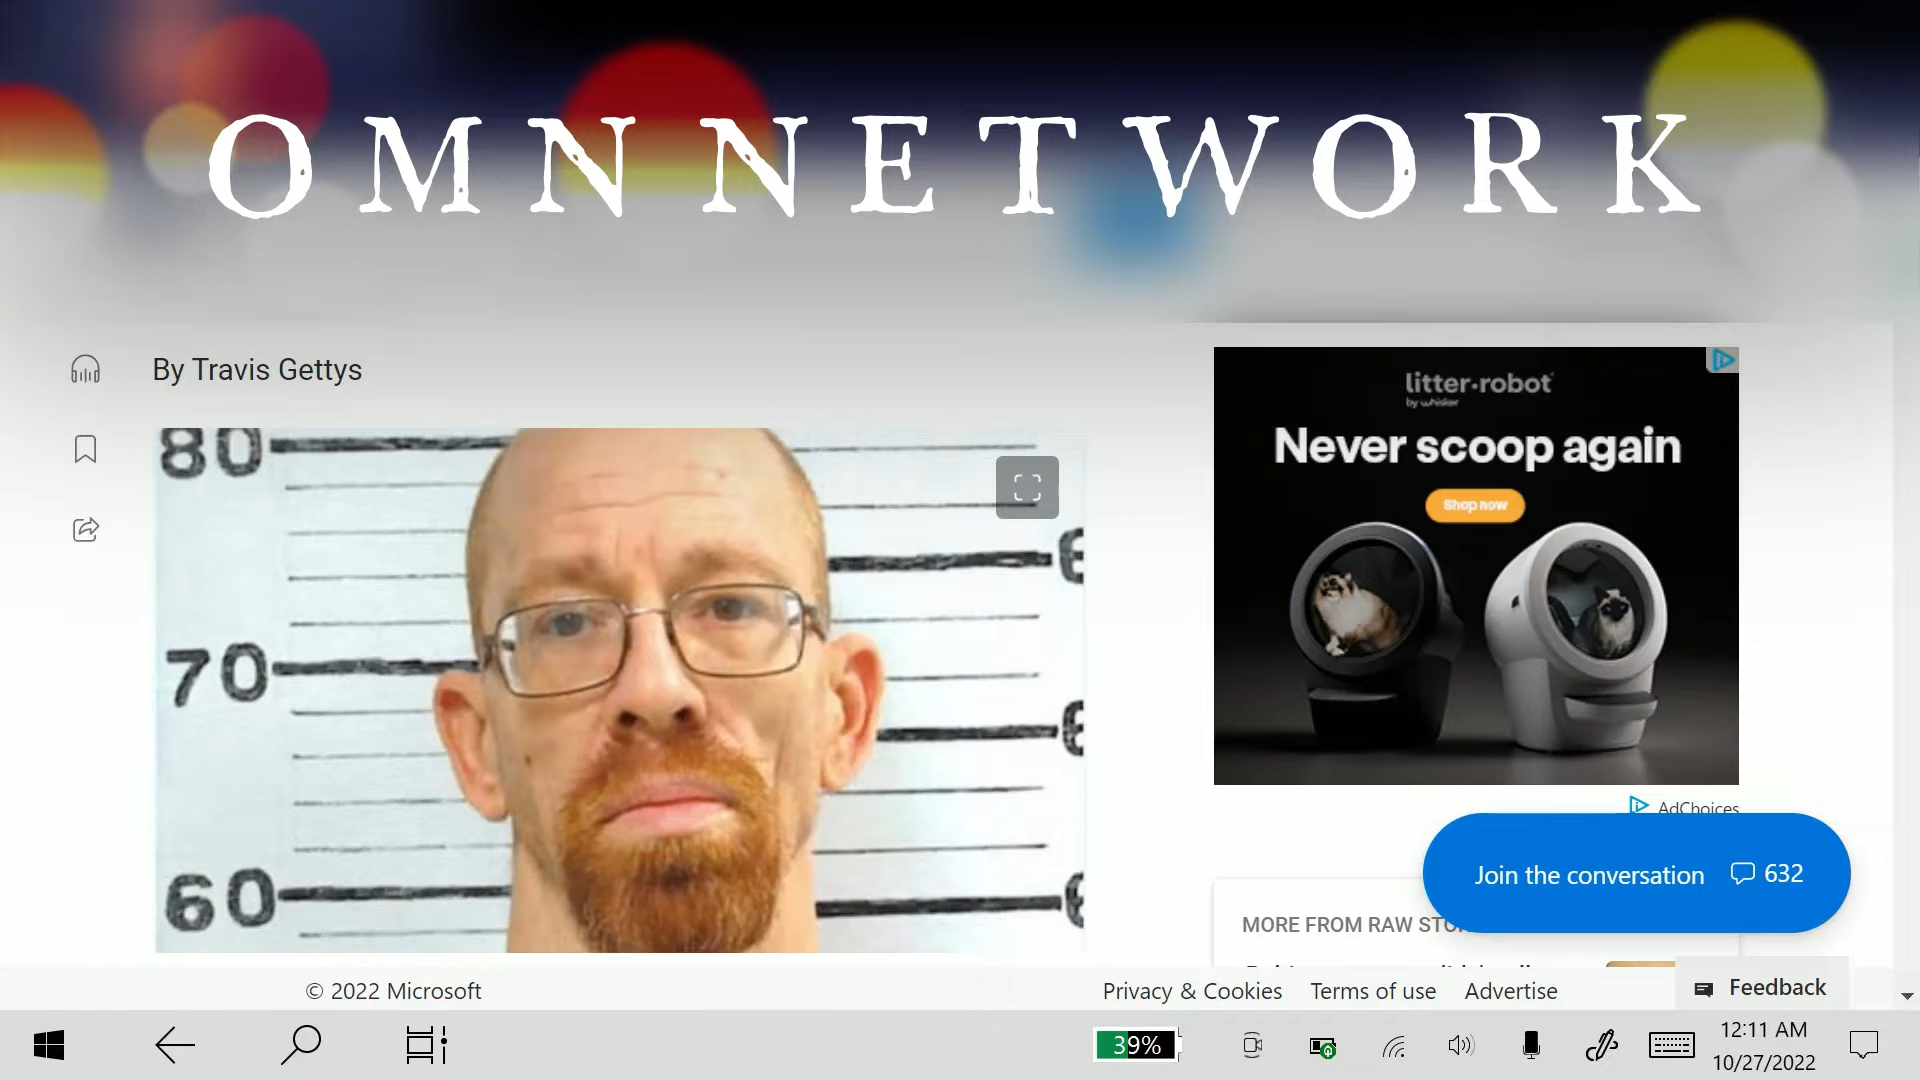 OMN NETWORK
By Travis Gettys
80
70
60
litter-robot
by whisker
Never scoop again
Shop now
AdChoices
Join the conversation 632
MORE FROM RAW
© 2022 Microsoft
Privacy & Cookies Terms of use Advertise
Feedback
39%
12:11 AM
10/27/2022